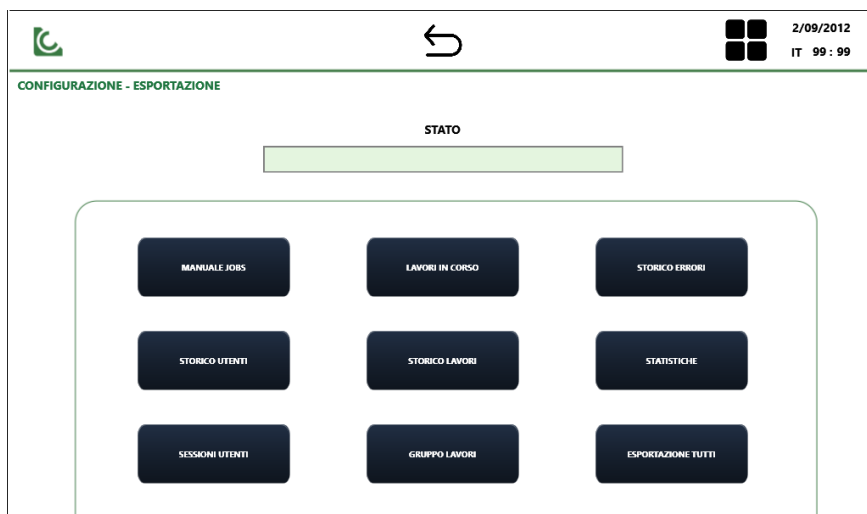 2/09/2012
IT 99 : 99
CONFIGURAZIONE - ESPORTAZIONE
STATO
MANUALE JOBS
LAVORI IN CORSO
STORICO ERRORI
STORICO UTENTI
STORICO LAVORI
STATISTICHE
SESSIONI UTENTI
GRUPPO LAVORI
ESPORTAZIONE TUTTI